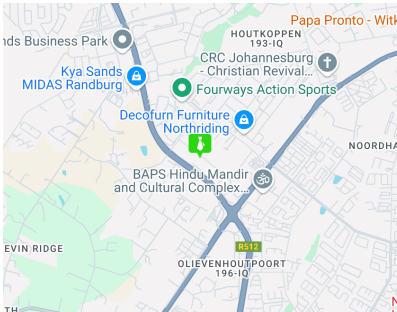 Papa Pronto - Witk
HOUTKOPPEN
193-IQ
nds Business Park
CRC Johannesburg
- Christian Revival...
Kya Sands
MIDAS Randburg
Fourways Action Sports
Decofurn Furniture
Northriding
NOORDHA
BAPS Hindu Mandir
and Cultural Complex...
EVIN RIDGE
R512
OLIEVENHOUTPOORT
196-IQ
TH
N